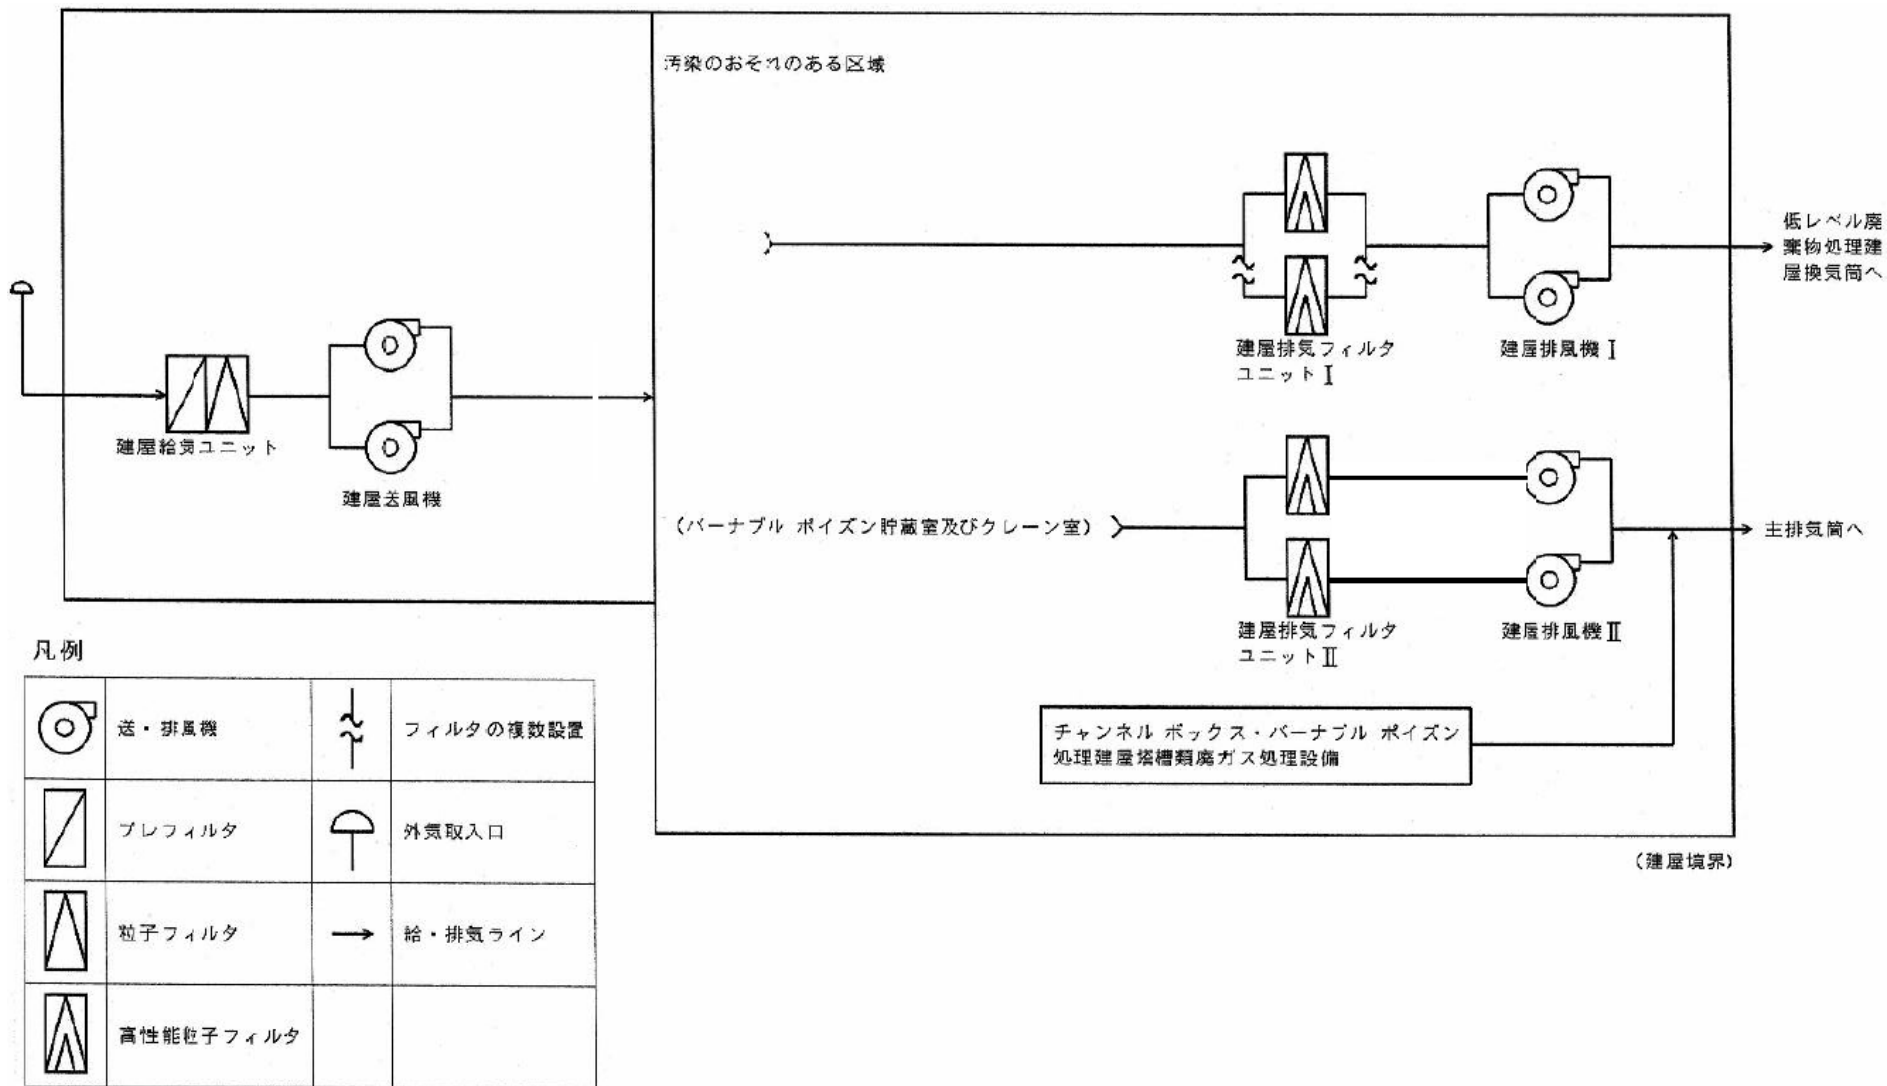 汚染のおそれのある区域
低レベル廃
棄物処理建
屋換気筒へ
建屋排気フィルタ
ユニットⅠ
建屋排風機Ⅰ
建屋給気ユニット
建屋送風機
(バーナブル ポイズン貯蔵室及びクレーン室)
主排気筒へ
建屋排気フィルタ
ユニットⅡ
建屋排風機Ⅱ
チャンネル ボックス・バーナブル ポイズン
処理建屋塔槽類廃ガス処理設備
(建屋境界)
凡例
送・排風機
フィルタの複数設置
プレフィルタ
外気取入口
粒子フィルタ
給・排気ライン
高性能粒子フィルタ